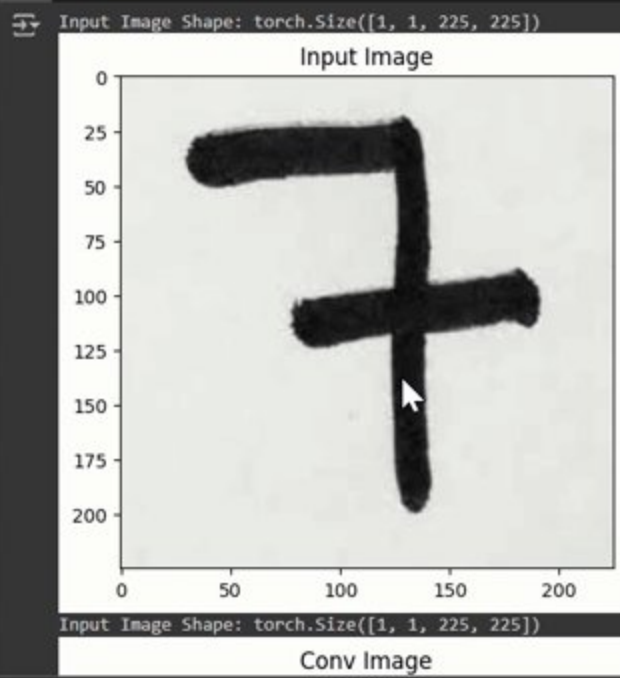 Input Image Shape: torch.Size([1, 1, 225, 225])
Input Image
0
25
50
75
100
125
150
175
200
7
0 50 100 150 200
Input Image Shape: torch.Size([1, 1, 225, 225])
Conv Image